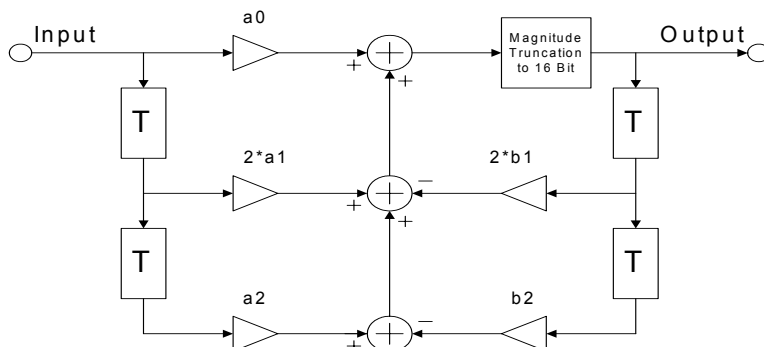 a0
Input
Magnitude
Truncation
to 16 Bit
Output
+
+
+
T
T
2*a1
2*b1
+
−
+
+
T
T
a2
b2
+
−
+